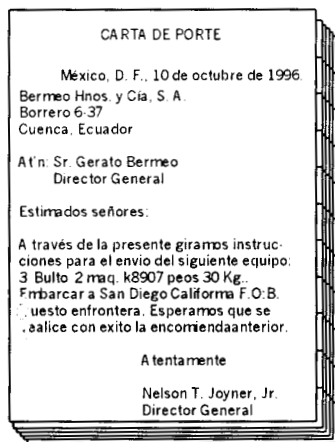 CARTA DE PORTE
México, D. F., 10 de octubre de 1996.
Bermeo Hnos. y Cía, S. A.
Borrero 6-37
Cuenca, Ecuador
At'n: Sr. Gerato Bermeo
Director General
Estimados señores:
A través de la presente giramos instruc-
ciones para el envio del siguiente equipo:
3 Bulto 2 maq. k8907 peos 30 Kg..
Embarcar a San Diego California F.O.B.
uesto enfrontera. Esperamos que se
ealice con exito la encomiendaanterior.
Atentamente
Nelson T. Joyner, Jr.
Director General